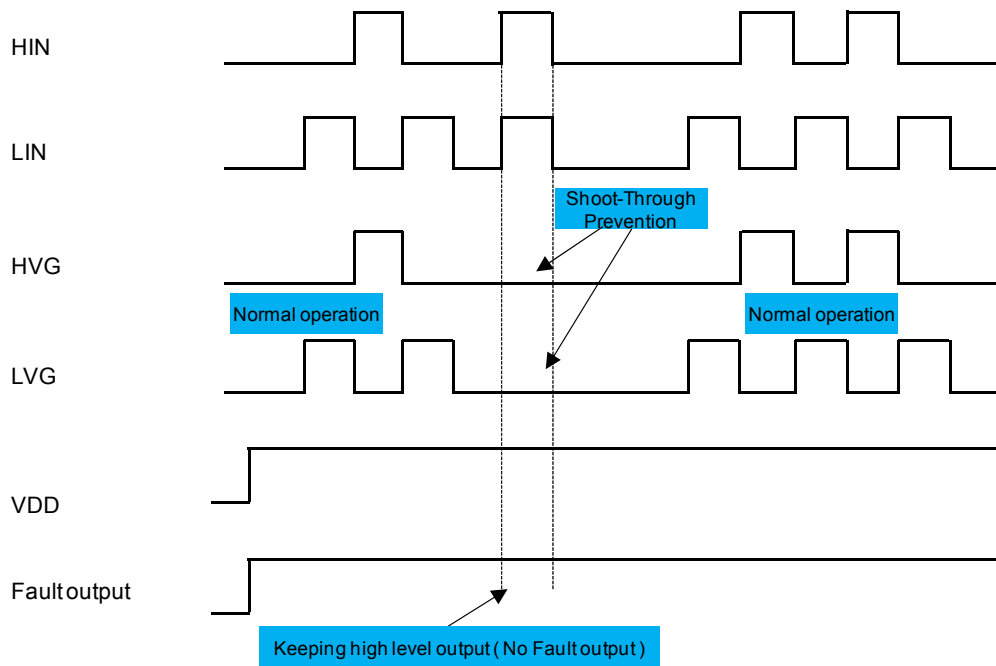 HIN
LIN
Shoot-Through
Prevention
HVG
Normal operation
Normal operation
LVG
VDD
Fault output
Keeping high level output ( No Fault output )